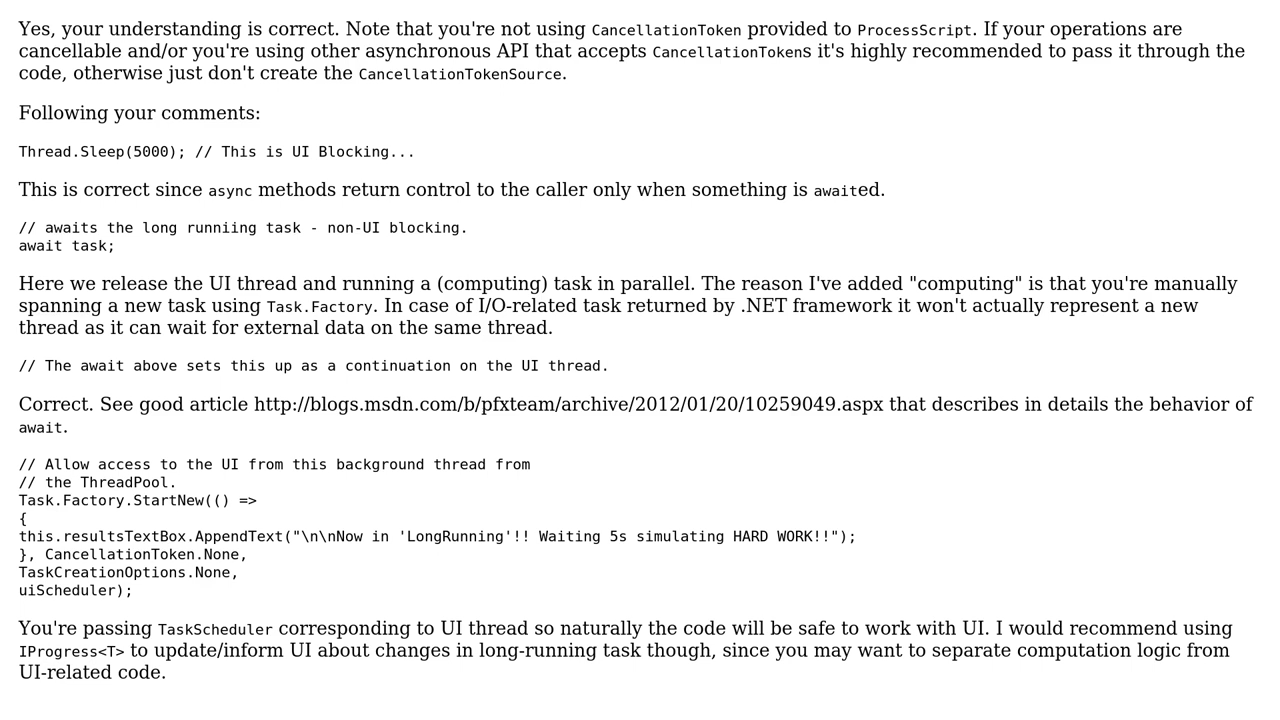 Yes, your understanding is correct. Note that you're not using CancellationToken provided to ProcessScript. If your operations are
cancellable and/or you're using other asynchronous API that accepts CancellationTokens it's highly recommended to pass it through the
code, otherwise just don't create the CancellationTokenSource.
Following your comments:
Thread.Sleep(5000); // This is UI Blocking...
This is correct since async methods return control to the caller only when something is awaited.
// awaits the long runniing task - non-UI blocking.
await task;
Here we release the UI thread and running a (computing) task in parallel. The reason I've added "computing" is that you're manually
spanning a new task using Task.Factory. In case of I/O-related task returned by .NET framework it won't actually represent a new
thread as it can wait for external data on the same thread.
// The await above sets this up as a continuation on the UI thread.
Correct. See good article http://blogs.msdn.com/b/pfxteam/archive/2012/01/20/10259049.aspx that describes in details the behavior of
await.
// Allow access to the UI from this background thread from
// the ThreadPool.
Task.Factory.StartNew(() =>
{
this.resultsTextBox.AppendText("\n\nNow in 'LongRunning'!! Waiting 5s simulating HARD WORK!!");
}, CancellationToken.None,
TaskCreationOptions.None,
uiScheduler);
You're passing TaskScheduler corresponding to UI thread so naturally the code will be safe to work with UI. I would recommend using
IProgress<T> to update/inform UI about changes in long-running task though, since you may want to separate computation logic from
UI-related code.